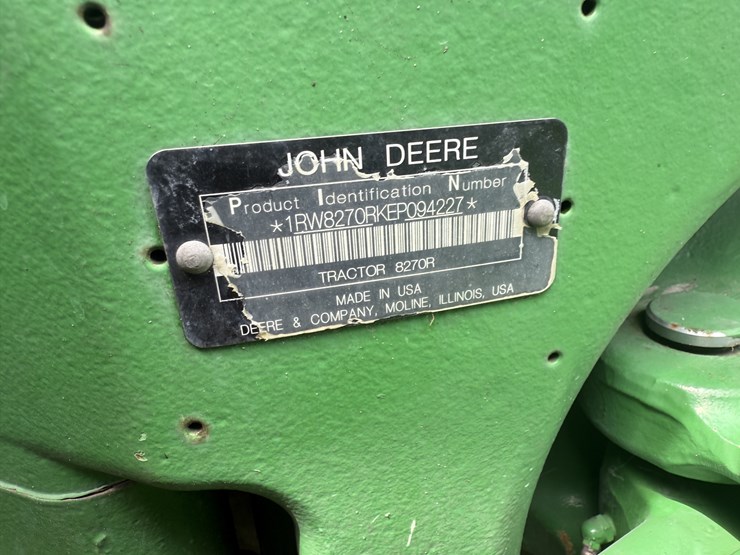 JOHN DEERE
Product Identification Number
*1RW8270RKEP094227*
TRACTOR 8270R
MADE IN USA
DEERE & COMPANY, MOLINE, ILLINOIS, USA